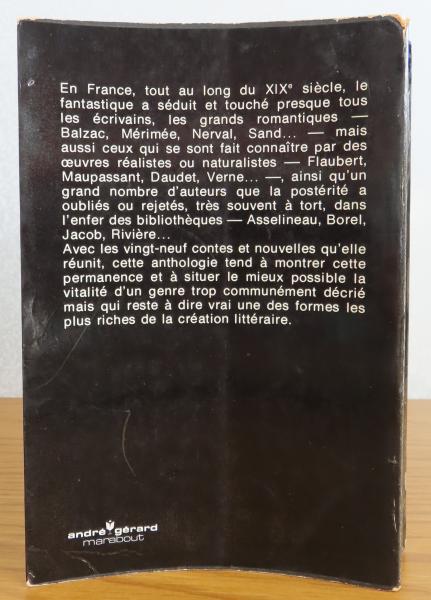 En France, tout au long du XIXe siècle, le
fantastique a séduit et touché presque tous
les écrivains, les grands romantiques —
Balzac, Mérimée, Nerval, Sand... — mais
aussi ceux qui se sont fait connaître par des
œuvres réalistes ou naturalistes — Flaubert,
Maupassant, Daudet, Verne... —, ainsi qu'un
grand nombre d'auteurs que la postérité a
oubliés ou rejetés, très souvent à tort, dans
l'enfer des bibliothèques — Asselineau, Borel,
Jacob, Rivière...
Avec les vingt-neuf contes et nouvelles qu'elle
réunit, cette anthologie tend à montrer cette
permanence et à situer le mieux possible la
vitalité d'un genre trop communément décrié
mais qui reste à dire vrai une des formes les
plus riches de la création littéraire.
andré gérard
marabout